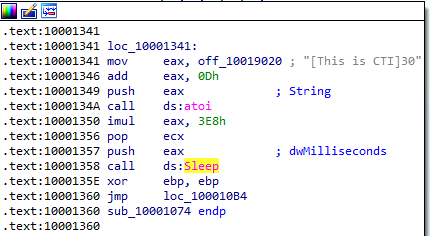 .text:10001341
.text:10001341 loc_10001341:
.text:10001341 mov eax, off_10019020 ; "[This is CTI]30"
.text:10001346 add eax, 0Dh
.text:10001349 push eax ; String
.text:1000134A call ds:atoi
.text:10001350 imul eax, 3E8h
.text:10001356 pop ecx
.text:10001357 push eax ; dwMilliseconds
.text:10001358 call ds:Sleep
.text:1000135E xor ebp, ebp
.text:10001360 jmp loc_100010B4
.text:10001360 sub_10001074 endp
.text:10001360